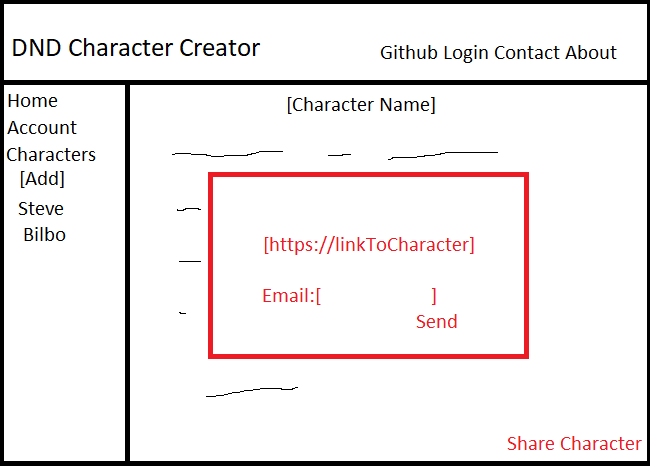 DND Character Creator
Github Login Contact About
Home
Account
Characters
[Add]
Steve
Bilbo
[Character Name]
[https://linkToCharacter]
Email:[ ]
Send
Share Character